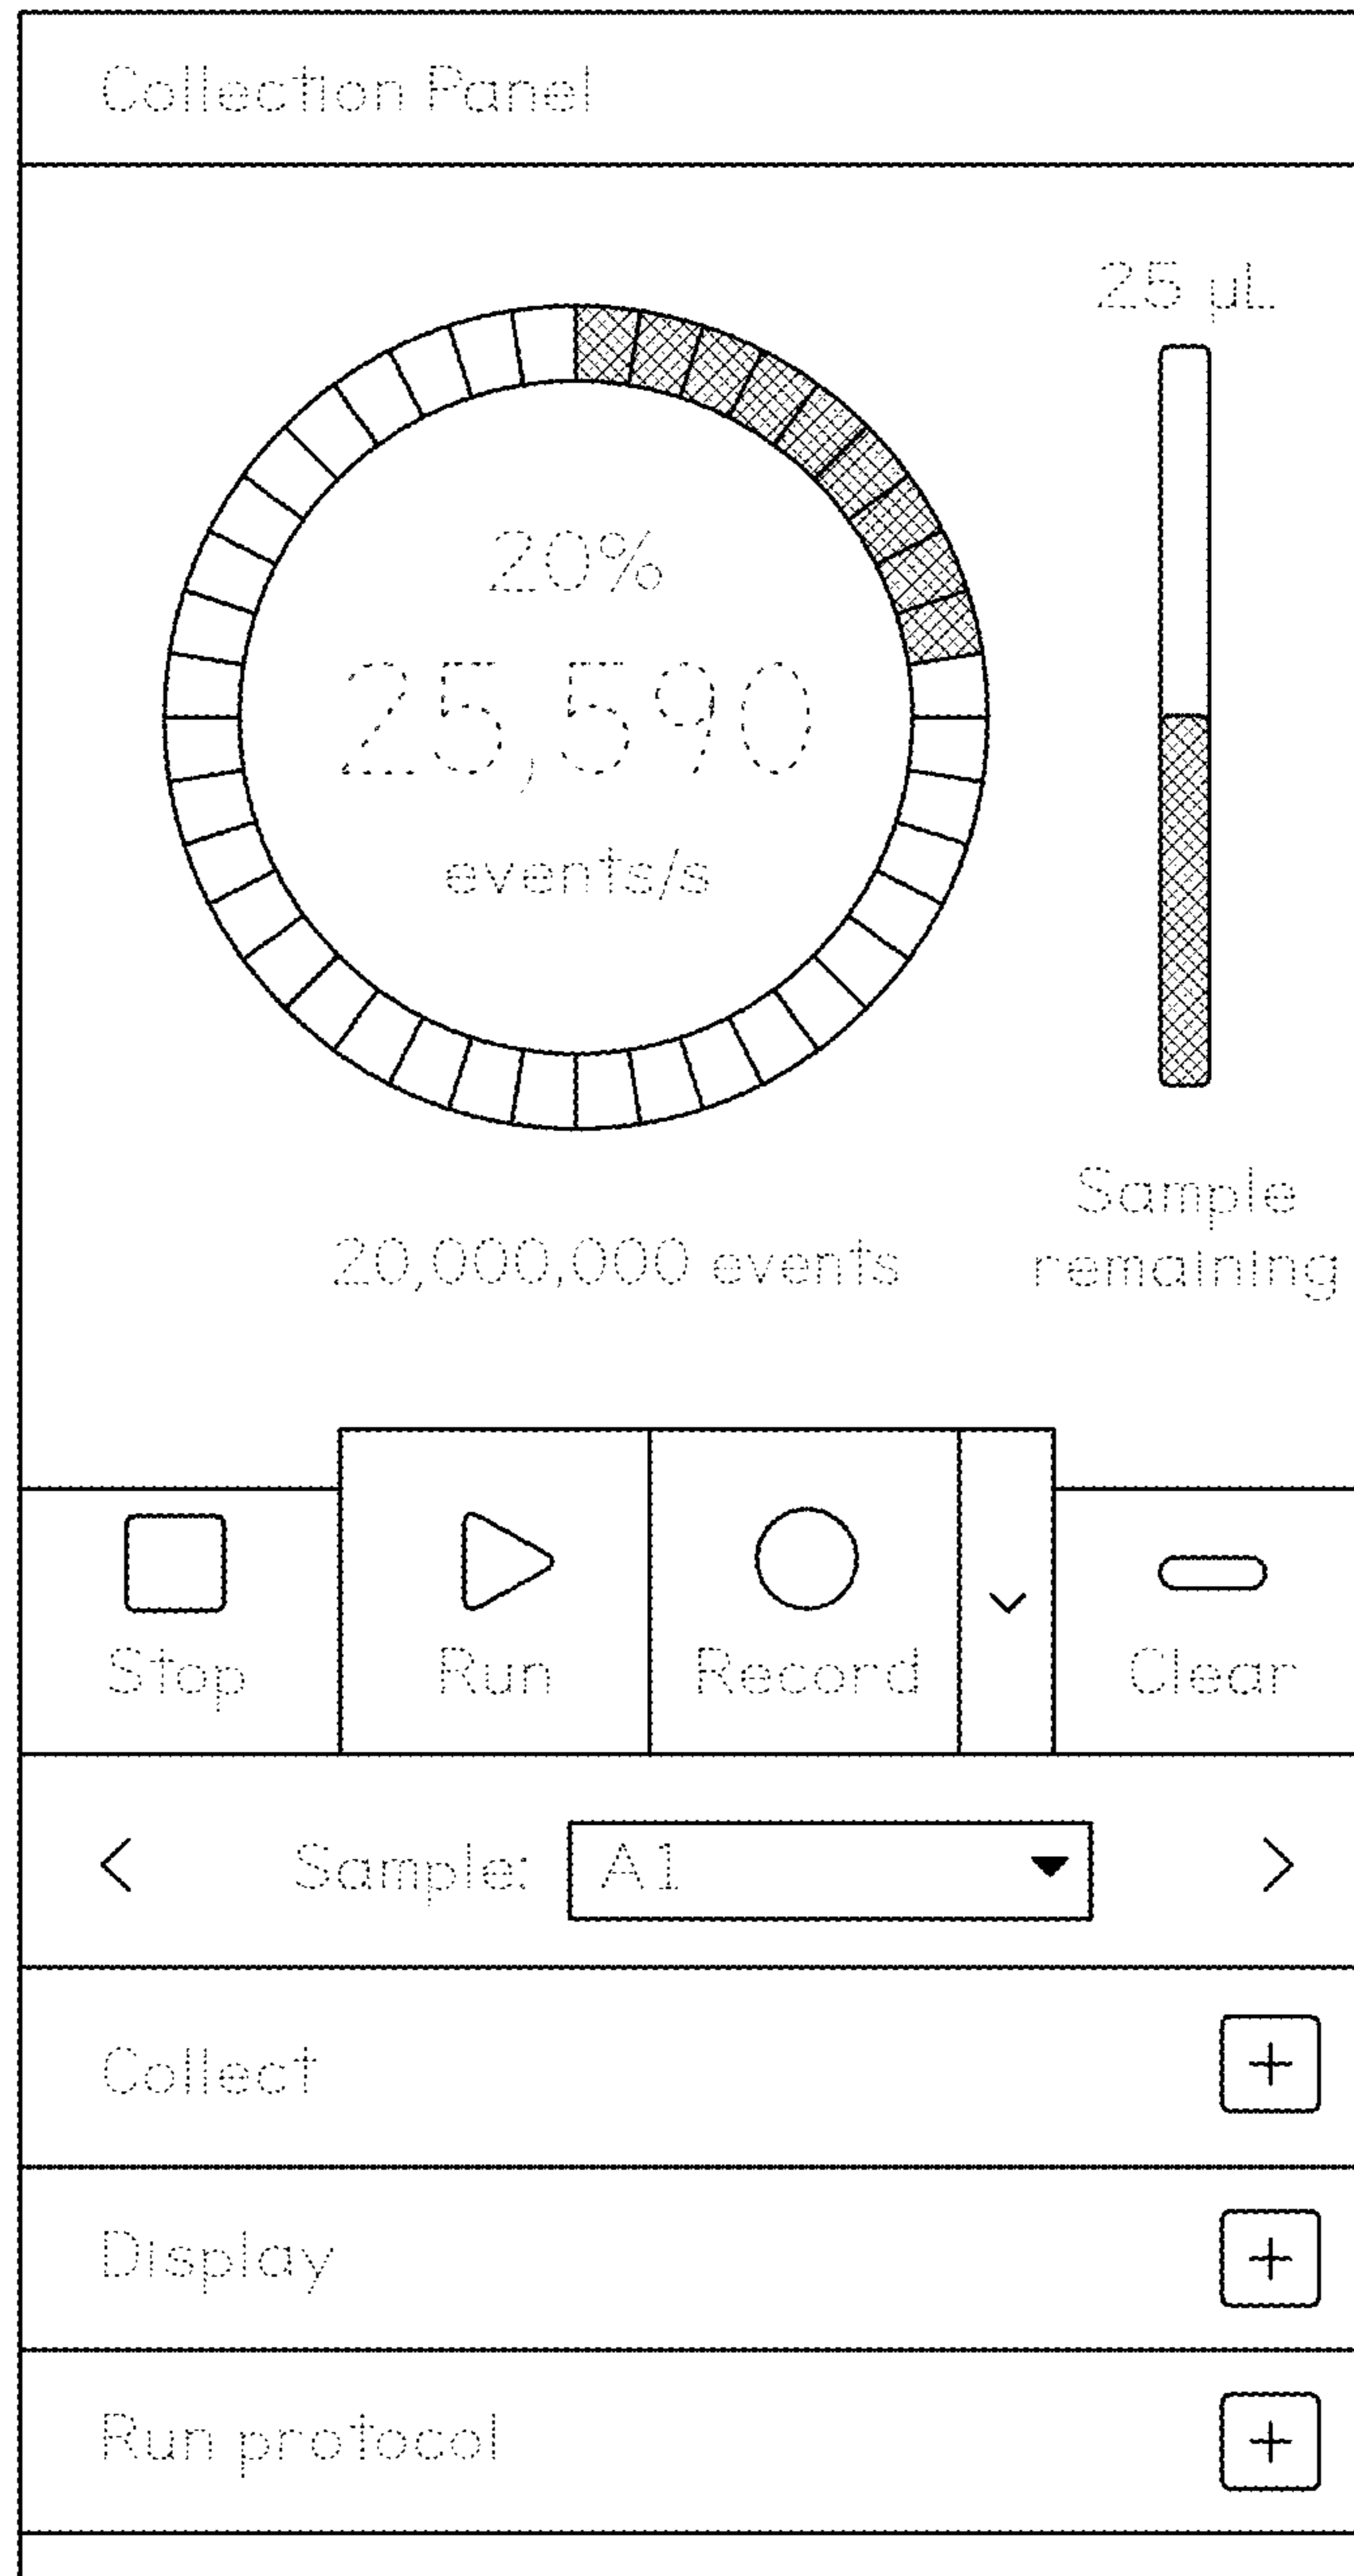 Collection Panel
25 µL
20%
25,590
events/s
Sample
remaining
20,000,000 events
Stop
Run
Record
Clear
Sample: A1
Collect
Display
Run protocol